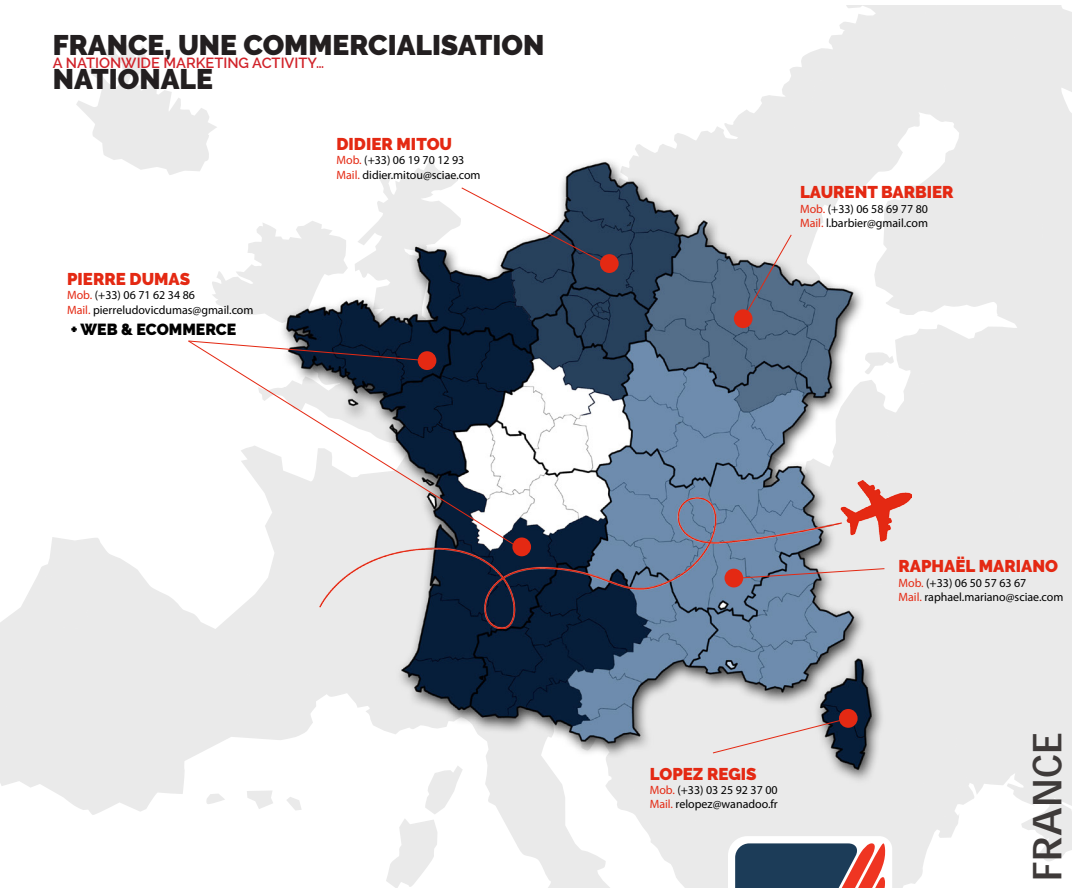 FRANCE, UNE COMMERCIALISATION
A NATIONWIDE MARKETING ACTIVITY...
NATIONALE
DIDIER MITOU
Mob. (+33) 06 19 70 12 93
Mail. didier.mitou@sciae.com
LAURENT BARBIER
Mob. (+33) 06 58 69 77 80
Mail. l.barbier@gmail.com
PIERRE DUMAS
Mob. (+33) 06 71 62 34 86
Mail. pierreludovicdumas@gmail.com
+ WEB & ECOMMERCE
RAPHAËL MARIANO
Mob. (+33) 06 50 57 63 67
Mail. raphael.mariano@sciae.com
LOPEZ REGIS
Mob. (+33) 03 25 92 37 00
Mail. relopez@wanadoo.fr
FRANCE